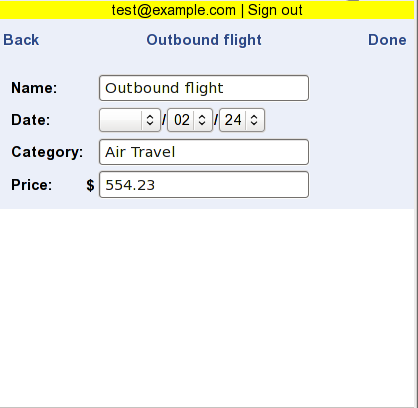 test@example.com | Sign out
Back Outbound flight Done
Name: Outbound flight
Date: / 02 / 24
Category: Air Travel
Price: $ 554.23